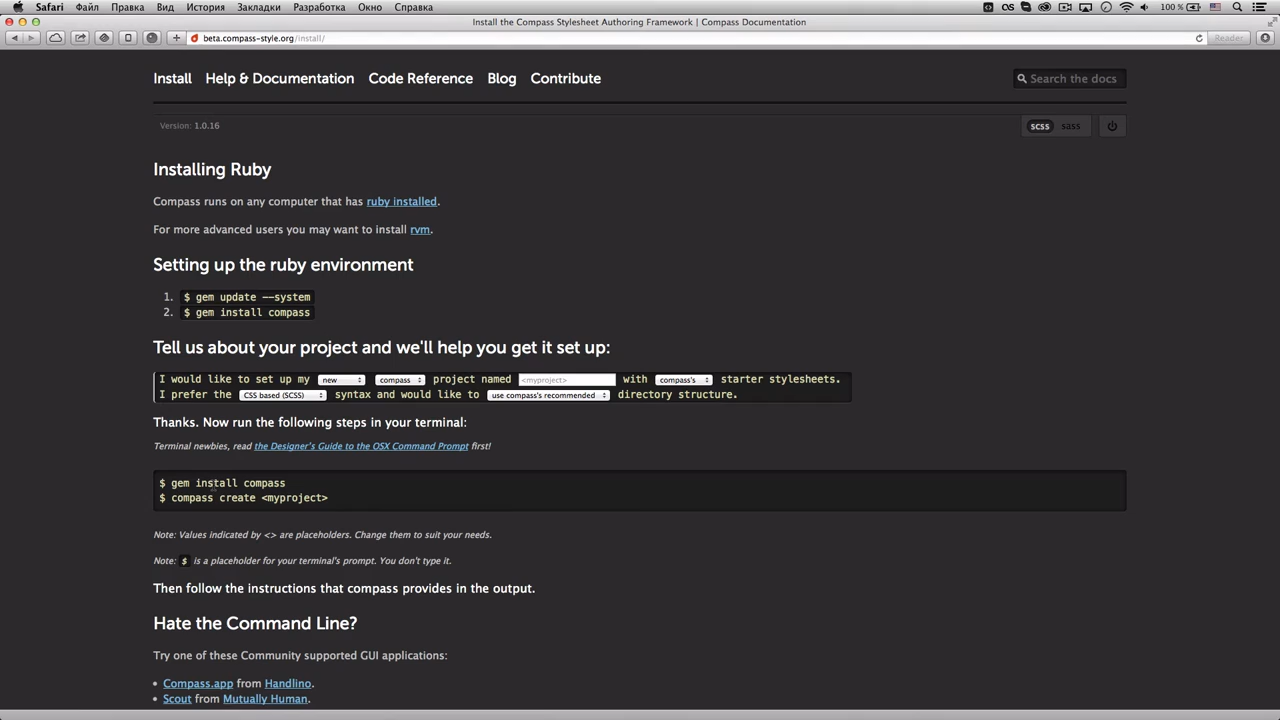 Safari Файл Правка Вид История Закладки Разработка Окно Справка 100 %
Install the Compass Stylesheet Authoring Framework | Compass Documentation
beta.compass-style.org/install/ Reader
Install Help & Documentation Code Reference Blog Contribute Search the docs
Version: 1.0.16 scss sass
Installing Ruby
Compass runs on any computer that has ruby installed.
For more advanced users you may want to install rvm.
Setting up the ruby environment
1. $ gem update --system
2. $ gem install compass
Tell us about your project and we'll help you get it set up:
I would like to set up my new compass project named <myproject> with compass's starter stylesheets.
I prefer the CSS based (SCSS) syntax and would like to use compass's recommended directory structure.
Thanks. Now run the following steps in your terminal:
Terminal newbies, read the Designer's Guide to the OSX Command Prompt first!
$ gem install compass
$ compass create <myproject>
Note: Values indicated by <> are placeholders. Change them to suit your needs.
Note: $ is a placeholder for your terminal's prompt. You don't type it.
Then follow the instructions that compass provides in the output.
Hate the Command Line?
Try one of these Community supported GUI applications:
• Compass.app from Handlino.
• Scout from Mutually Human.